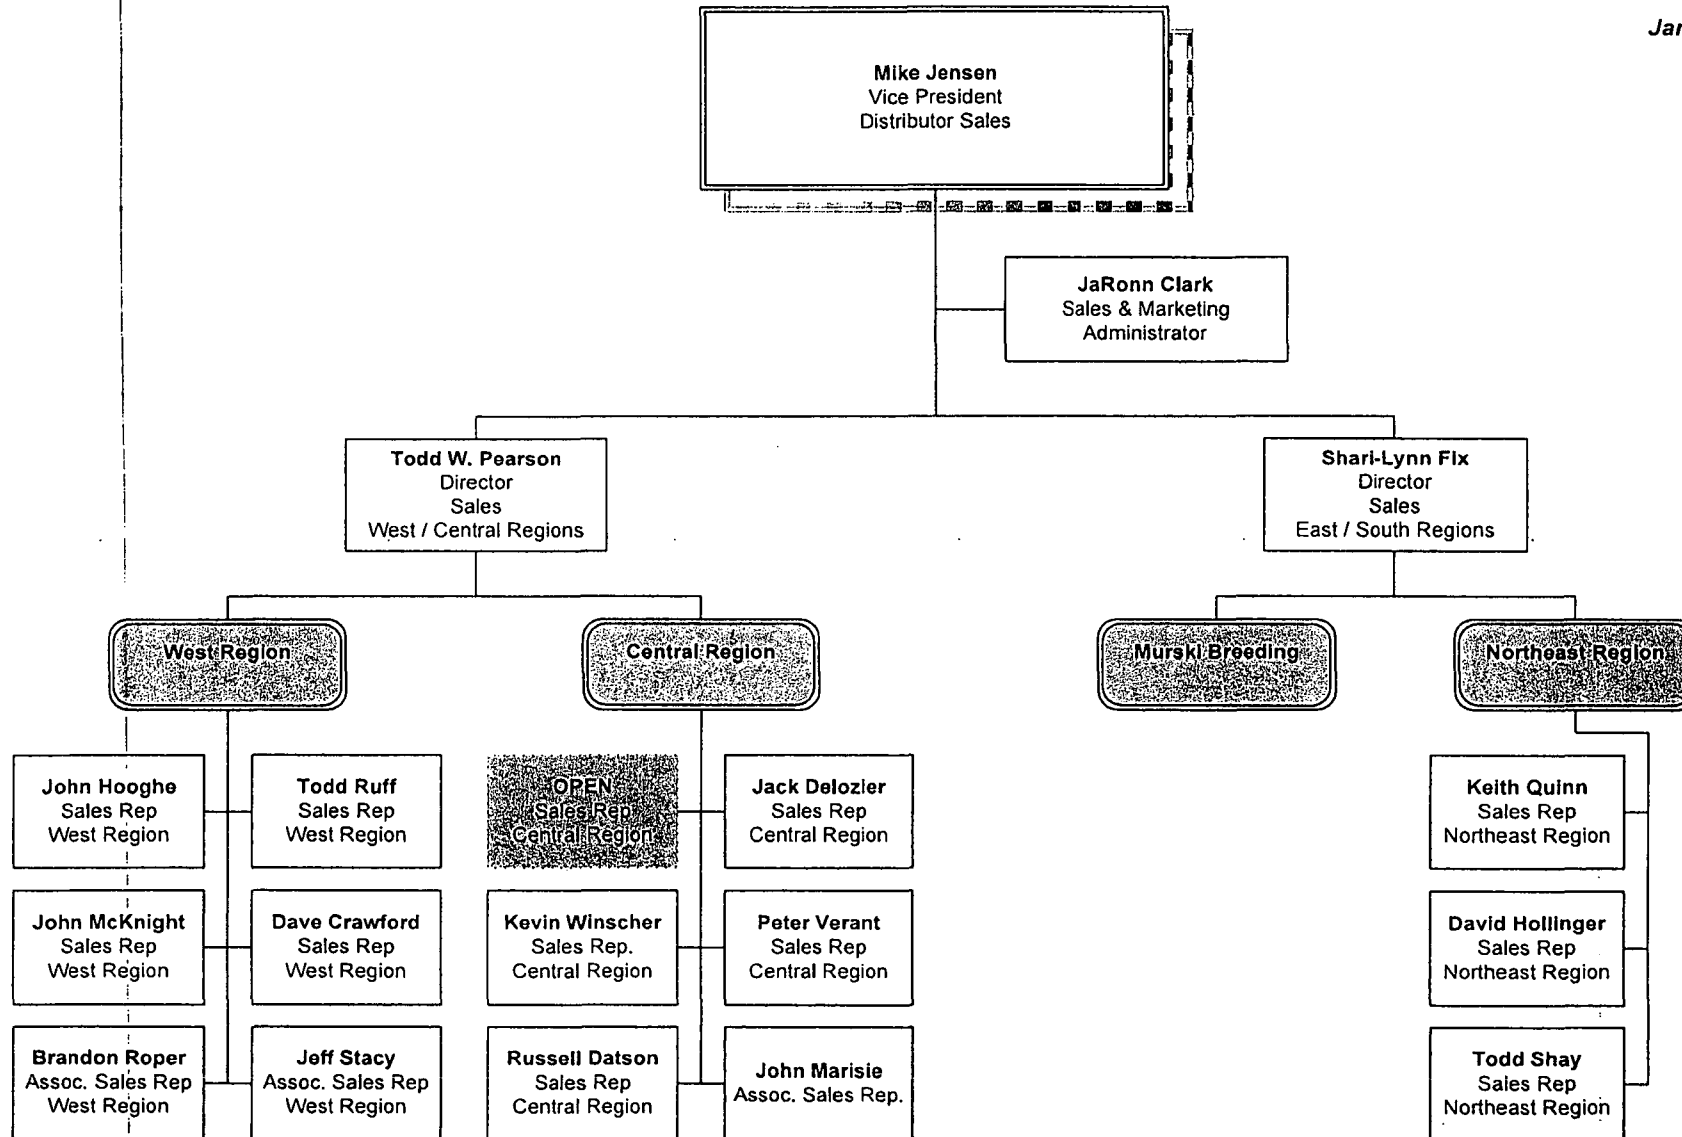 Jar
Mike Jensen
Vice President
Distributor Sales
JaRonn Clark
Sales & Marketing
Administrator
Todd W. Pearson
Director
Sales
West / Central Regions
Shari-Lynn Fix
Director
Sales
East / South Regions
West Region
Central Region
Murski Breeding
Northeast Region
John Hooghe
Sales Rep
West Region
Todd Ruff
Sales Rep
West Region
OPEN
Sales Rep
Central Region
Jack Delozier
Sales Rep
Central Region
Keith Quinn
Sales Rep
Northeast Region
John McKnight
Sales Rep
West Region
Dave Crawford
Sales Rep
West Region
Kevin Winscher
Sales Rep.
Central Region
Peter Verant
Sales Rep
Central Region
David Hollinger
Sales Rep
Northeast Region
Brandon Roper
Assoc. Sales Rep
West Region
Jeff Stacy
Assoc. Sales Rep
West Region
Russell Datson
Sales Rep
Central Region
John Marisie
Assoc. Sales Rep.
Todd Shay
Sales Rep
Northeast Region